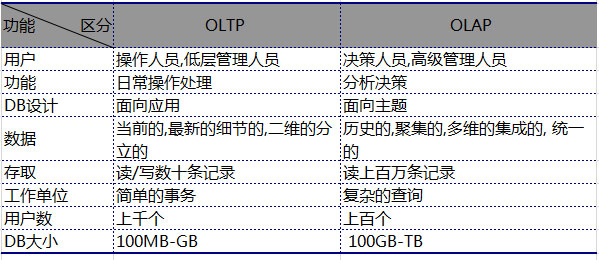 功能 区分 OLTP OLAP
用户 操作人员,低层管理人员 决策人员,高级管理人员
功能 日常操作处理 分析决策
DB设计 面向应用 面向主题
数据 当前的,最新的细节的,二维的分立的 历史的,聚集的,多维的集成的, 统一的
存取 读/写数十条记录 读上百万条记录
工作单位 简单的事务 复杂的查询
用户数 上千个 上百个
DB大小 100MB-GB 100GB-TB